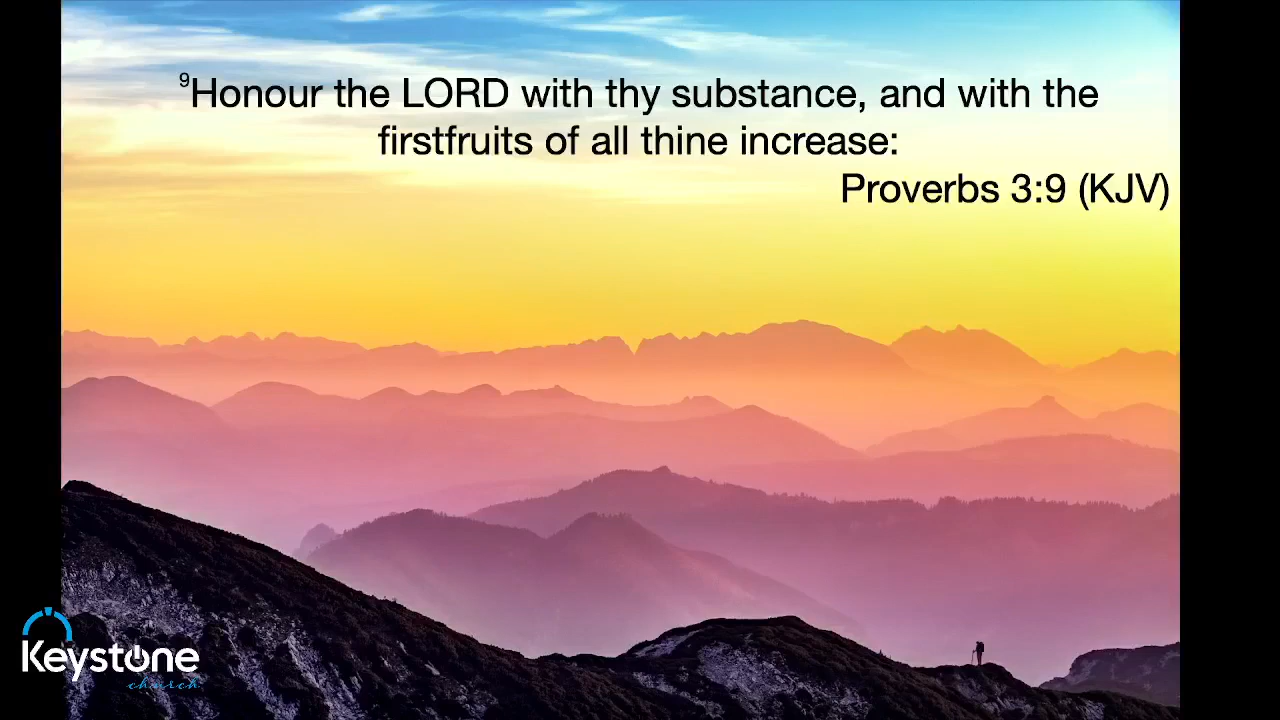 ⁹Honour the LORD with thy substance, and with the
firstfruits of all thine increase:
Proverbs 3:9 (KJV)
Keystone
church